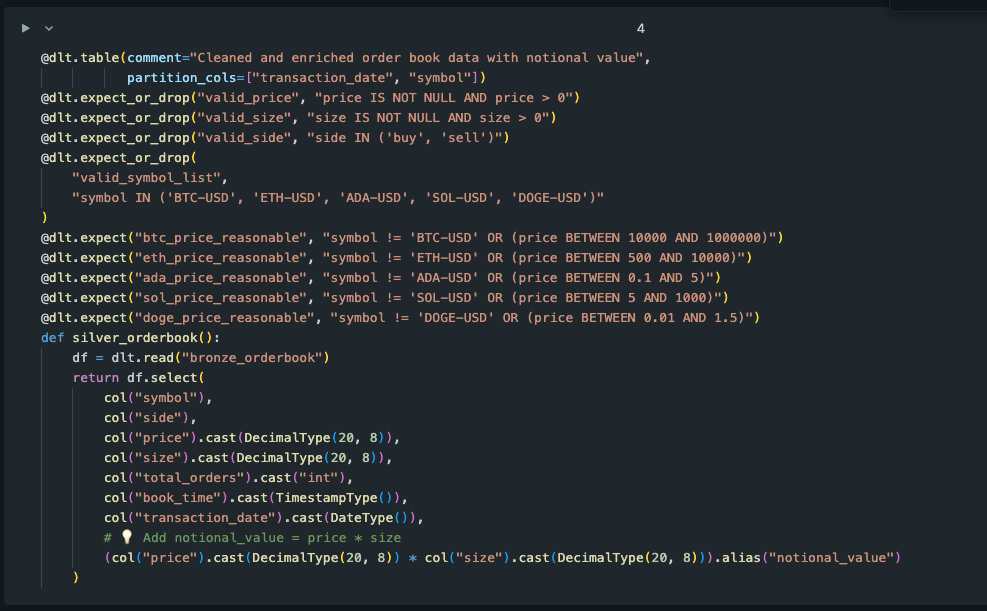 4
@dlt.table(comment="Cleaned and enriched order book data with notional value",
           partition_cols=["transaction_date", "symbol"])
@dlt.expect_or_drop("valid_price", "price IS NOT NULL AND price > 0")
@dlt.expect_or_drop("valid_size", "size IS NOT NULL AND size > 0")
@dlt.expect_or_drop("valid_side", "side IN ('buy', 'sell')")
@dlt.expect_or_drop(
    "valid_symbol_list",
    "symbol IN ('BTC-USD', 'ETH-USD', 'ADA-USD', 'SOL-USD', 'DOGE-USD')"
)
@dlt.expect("btc_price_reasonable", "symbol != 'BTC-USD' OR (price BETWEEN 10000 AND 1000000)")
@dlt.expect("eth_price_reasonable", "symbol != 'ETH-USD' OR (price BETWEEN 500 AND 10000)")
@dlt.expect("ada_price_reasonable", "symbol != 'ADA-USD' OR (price BETWEEN 0.1 AND 5)")
@dlt.expect("sol_price_reasonable", "symbol != 'SOL-USD' OR (price BETWEEN 5 AND 1000)")
@dlt.expect("doge_price_reasonable", "symbol != 'DOGE-USD' OR (price BETWEEN 0.01 AND 1.5)")
def silver_orderbook():
    df = dlt.read("bronze_orderbook")
    return df.select(
        col("symbol"),
        col("side"),
        col("price").cast(DecimalType(20, 8)),
        col("size").cast(DecimalType(20, 8)),
        col("total_orders").cast("int"),
        col("book_time").cast(TimestampType()),
        col("transaction_date").cast(DateType()),
        # 💡 Add notional_value = price * size
        (col("price").cast(DecimalType(20, 8)) * col("size").cast(DecimalType(20, 8))).alias("notional_value")
    )